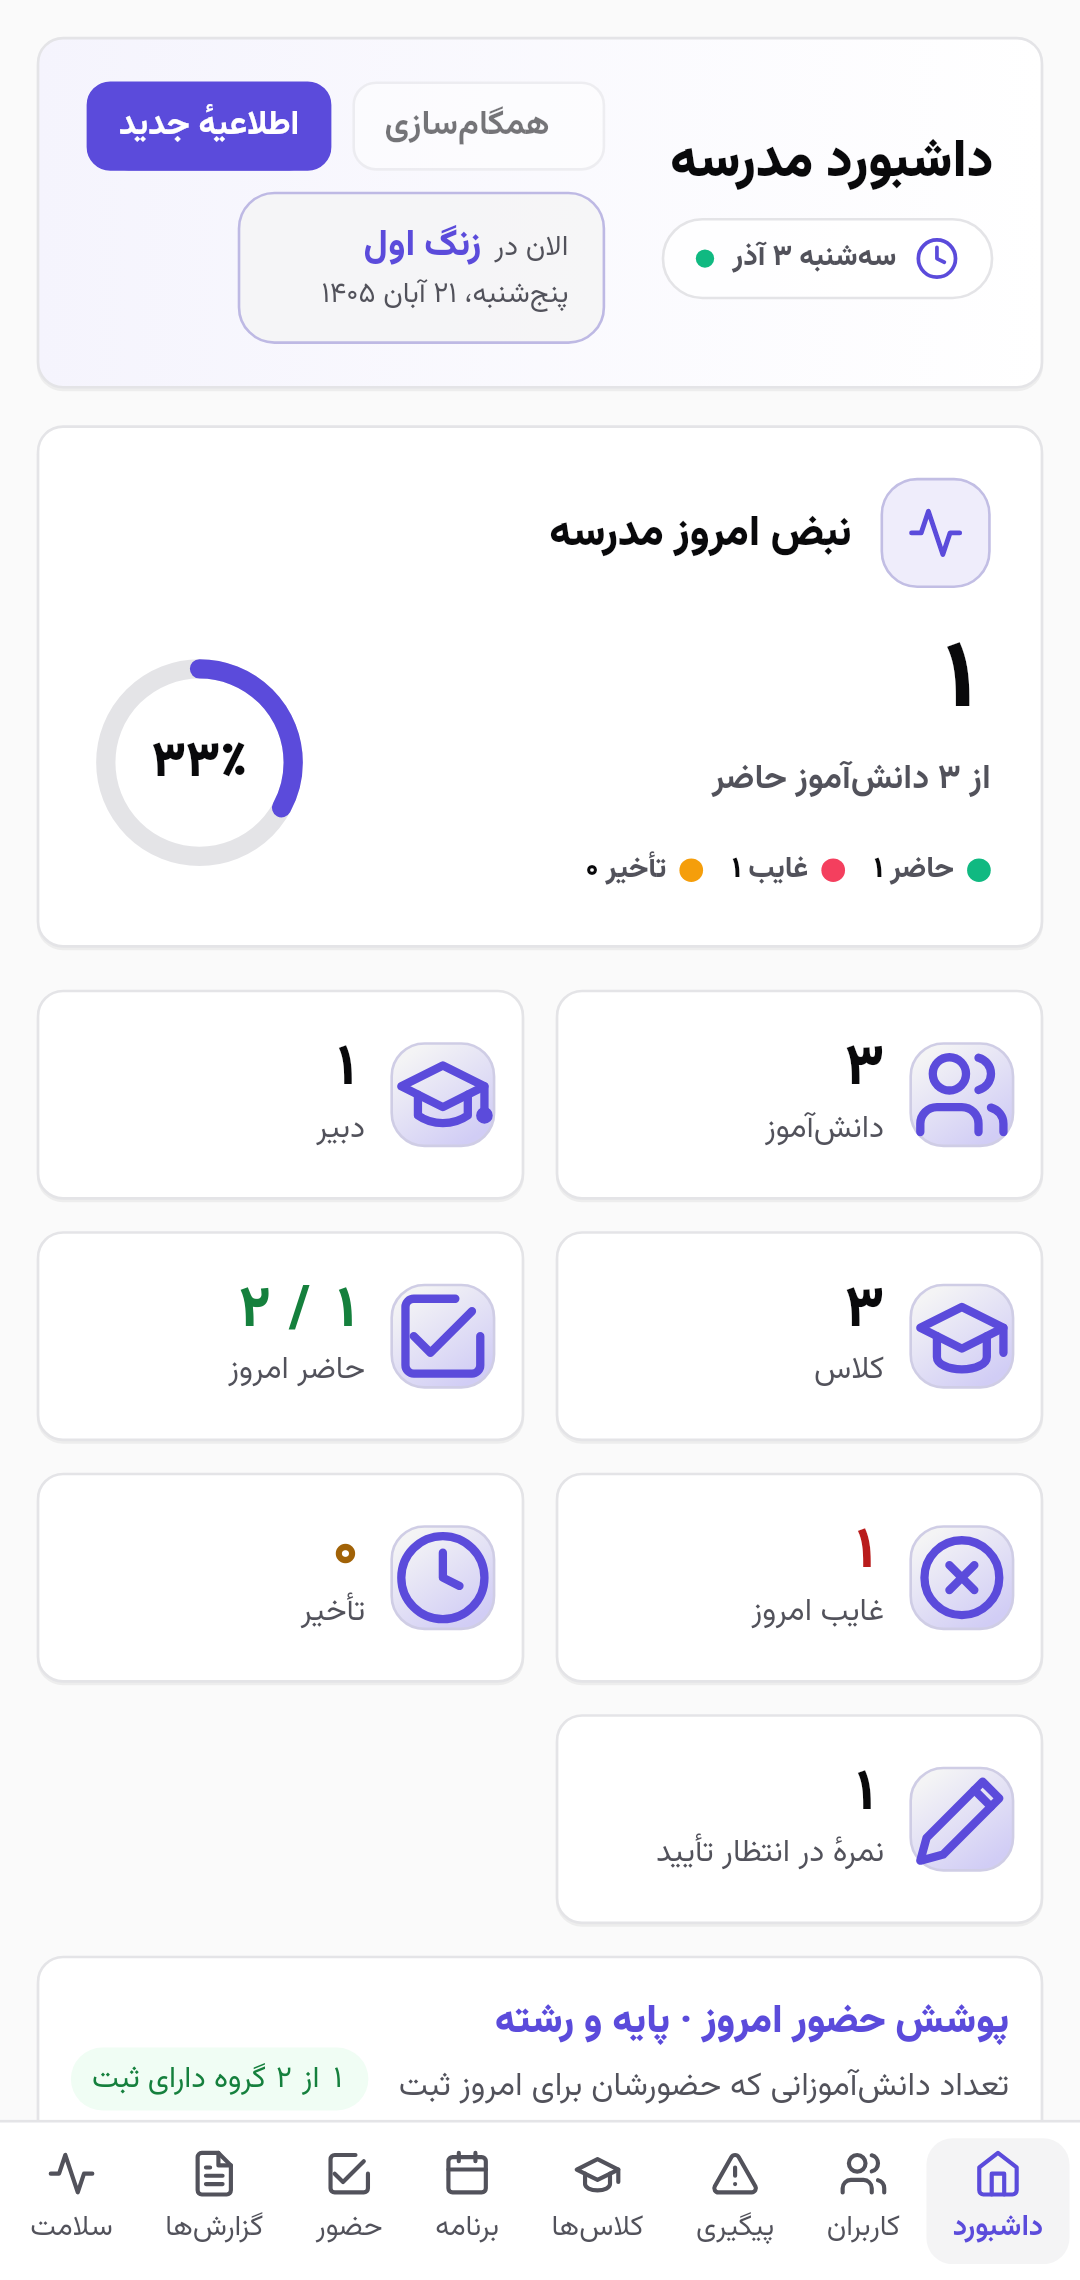 داشبورد مدرسه
همگام‌سازی
اطلاعیهٔ جدید
سه‌شنبه ۳ آذر
الان در زنگ اول
پنج‌شنبه، ۲۱ آبان ۱۴۰۵
نبض امروز مدرسه
۱
از ۳ دانش‌آموز حاضر
۳۳٪
حاضر ۱
غایب ۱
تأخیر ۰
۳
دانش‌آموز
۱
دبیر
۳
کلاس
۱ / ۲
حاضر امروز
۱
غایب امروز
۰
تأخیر
۱
نمرهٔ در انتظار تأیید
پوشش حضور امروز · پایه و رشته
تعداد دانش‌آموزانی که حضورشان برای امروز ثبت
۱ از ۲ گروه دارای ثبت
داشبورد
کاربران
پیگیری
کلاس‌ها
برنامه
حضور
گزارش‌ها
سلامت